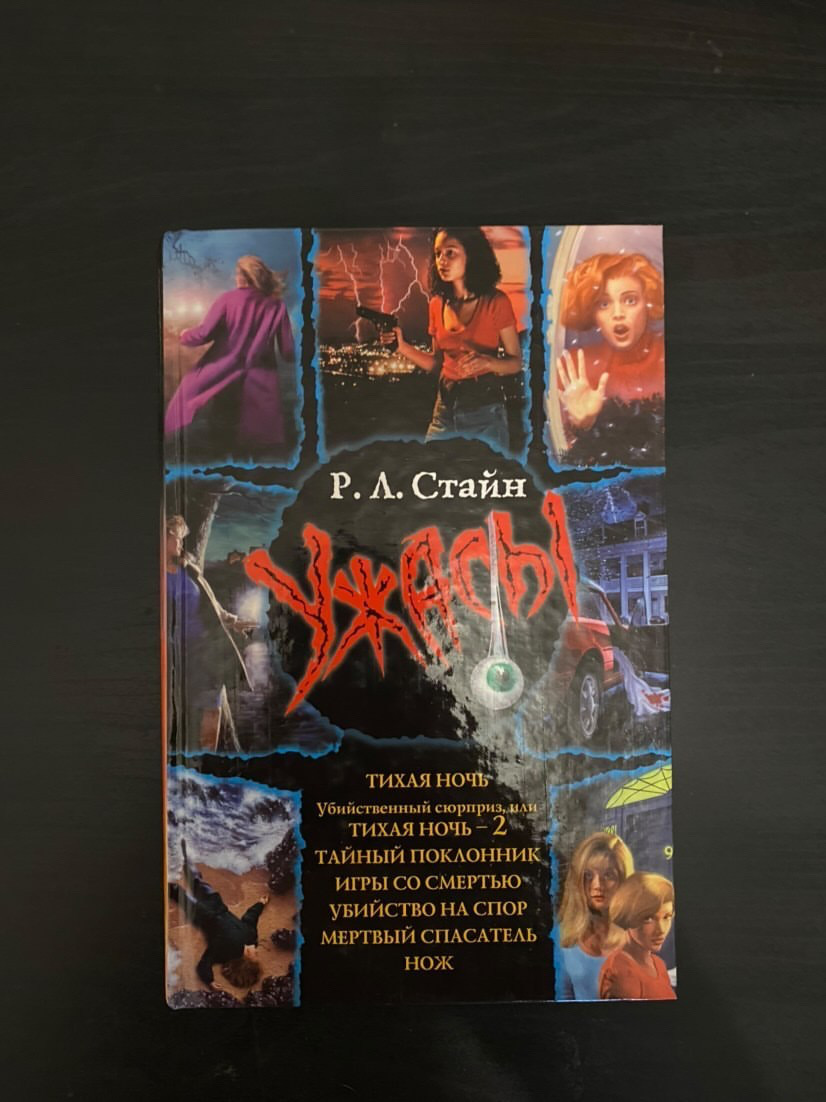 Р. Л. Стайн
УЖАСЫ
ТИХАЯ НОЧЬ
Убийственный сюрприз, или
ТИХАЯ НОЧЬ – 2
ТАЙНЫЙ ПОКЛОННИК
ИГРЫ СО СМЕРТЬЮ
УБИЙСТВО НА СПОР
МЕРТВЫЙ СПАСАТЕЛЬ
НОЖ